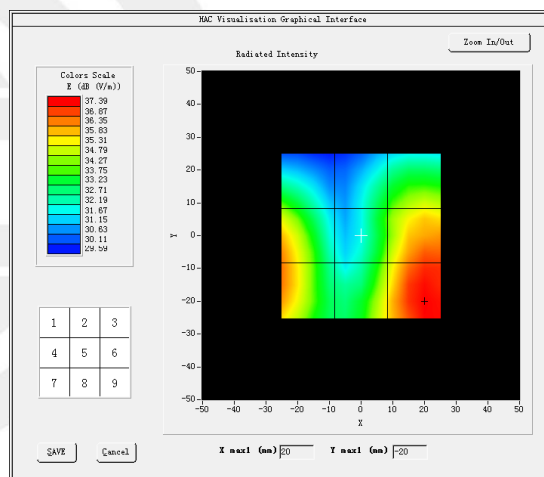 HAC Visualisation Graphical Interface
Zoom In/Out
Radiated Intensity
Colors Scale
E (dB (V/m))
37.39
36.87
36.35
35.83
35.31
34.79
34.27
33.75
33.23
32.71
32.19
31.67
31.15
30.63
30.11
29.59
50
40
30
20
10
0
-10
-20
-30
-40
-50
Y
-50 -40 -30 -20 -10 0 10 20 30 40 50
X
1 2 3
4 5 6
7 8 9
SAVE
Cancel
X max1 (mm) 20
Y max1 (mm) -20